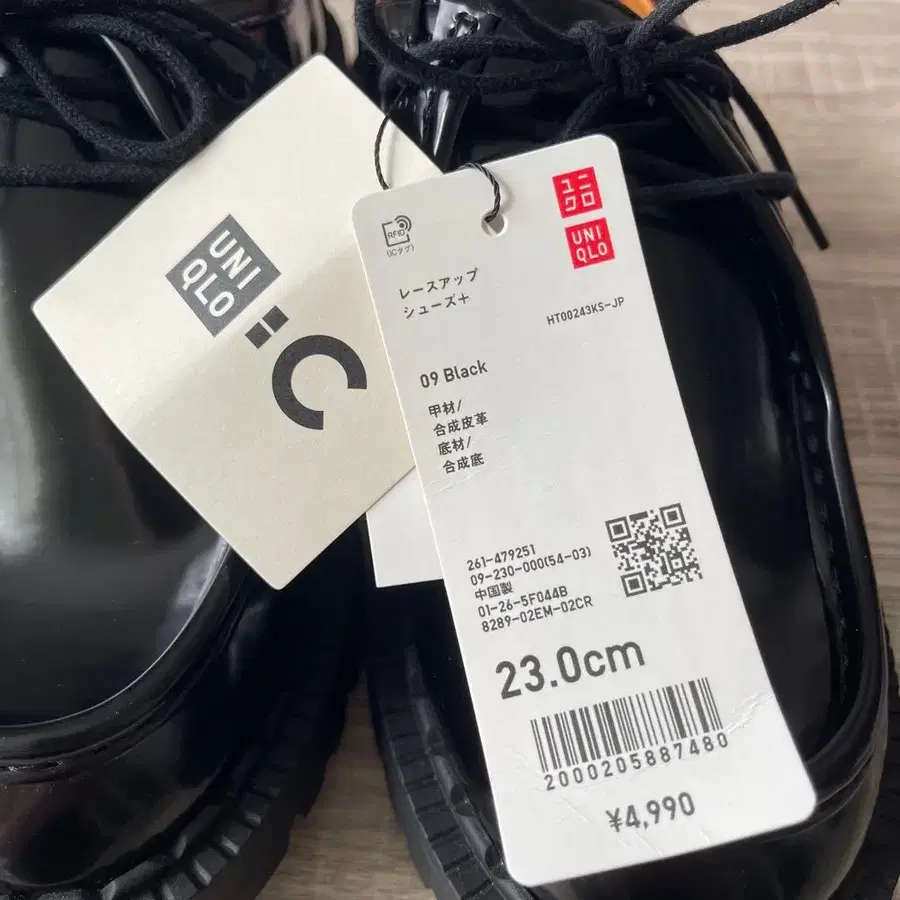 UNI
QLO
:C
RFID
(ICタグ)
ユニ
クロ
UNI
QLO
レースアップ
シューズ+
HT00243KS-JP
09 Black
甲材/
合成皮革
底材/
合成底
261-479251
09-230-000(54-03)
中国製
01-26-5F044B
8289-02EM-02CR
23.0cm
2000205887480
¥4,990